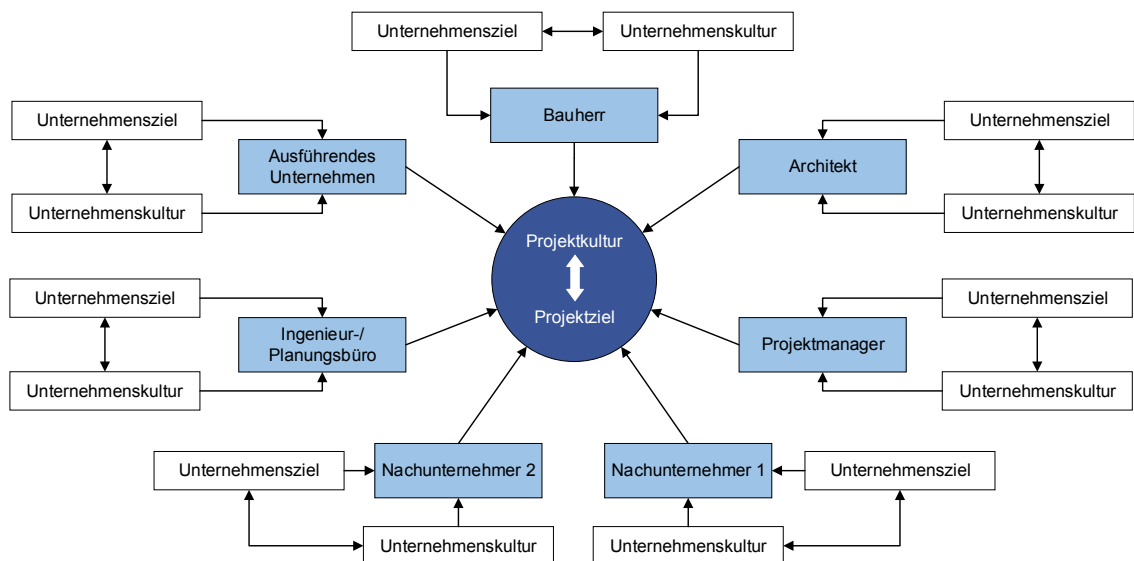 Unternehmensziel
Unternehmenskultur
Bauherr
Unternehmensziel
Unternehmenskultur
Ausführendes
Unternehmen
Unternehmensziel
Unternehmenskultur
Architekt
Projektkultur
Projektziel
Unternehmensziel
Unternehmenskultur
Ingenieur-/
Planungsbüro
Unternehmensziel
Unternehmenskultur
Projektmanager
Unternehmensziel
Unternehmenskultur
Nachunternehmer 2
Nachunternehmer 1
Unternehmensziel
Unternehmenskultur